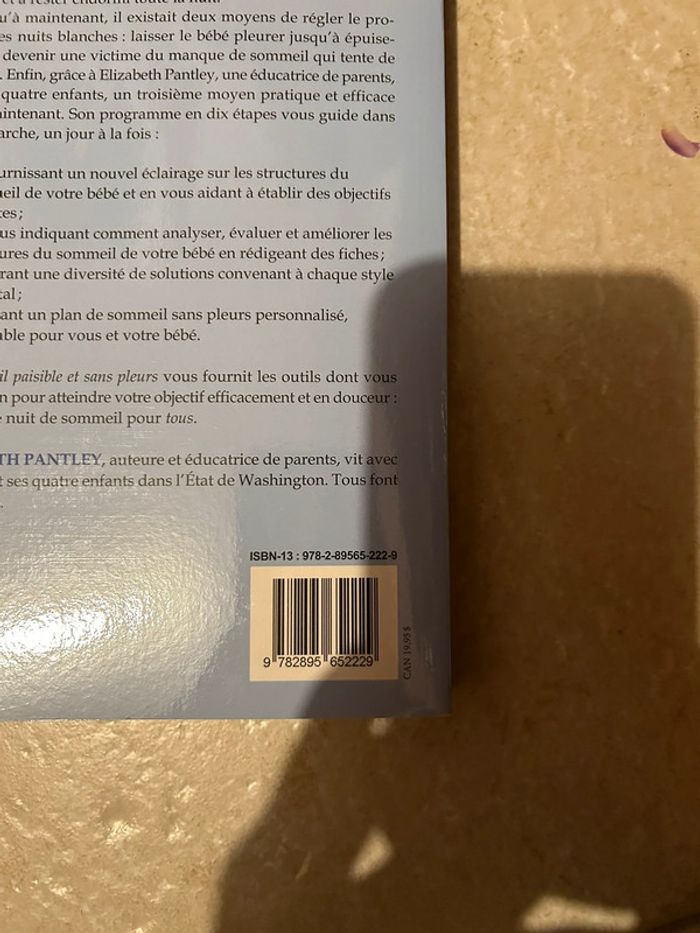 u'à maintenant, il existait deux moyens de régler le pro-
es nuits blanches : laisser le bébé pleurer jusqu'à épuise-
devenir une victime du manque de sommeil qui tente de
. Enfin, grâce à Elizabeth Pantley, une éducatrice de parents,
quatre enfants, un troisième moyen pratique et efficace
aintenant. Son programme en dix étapes vous guide dans
arche, un jour à la fois :
urnissant un nouvel éclairage sur les structures du
eil de votre bébé et en vous aidant à établir des objectifs
es;
us indiquant comment analyser, évaluer et améliorer les
ures du sommeil de votre bébé en rédigeant des fiches;
rant une diversité de solutions convenant à chaque style
tal;
ant un plan de sommeil sans pleurs personnalisé,
able pour vous et votre bébé.
il paisible et sans pleurs vous fournit les outils dont vous
n pour atteindre votre objectif efficacement et en douceur :
nuit de sommeil pour tous.
TH PANTLEY, auteure et éducatrice de parents, vit avec
t ses quatre enfants dans l'État de Washington. Tous font
.
ISBN-13 : 978-2-89565-222-9
9 782895 652229
CAN 19,95 $